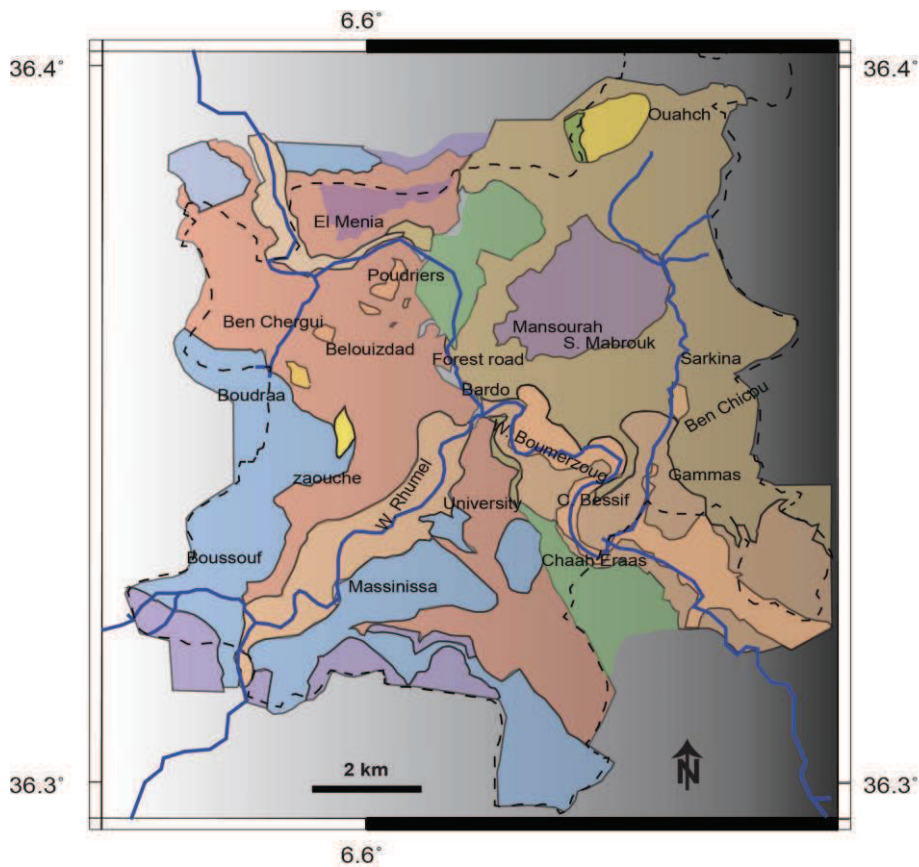 6.6°
36.4°
36.4°
Ouahch
El Menia
Poudriers
Ben Chergui
Mansourah
S. Mabrouk
Belouizdad
Forest road
Sarkina
Boudraa
Bardo
Ben Chicou
W. Boumerzoug
zaouche
Gammas
W. Rhumel
University
C. Bessif
Boussouf
Chaab Eraas
Massinissa
2 km
N
36.3°
36.3°
6.6°